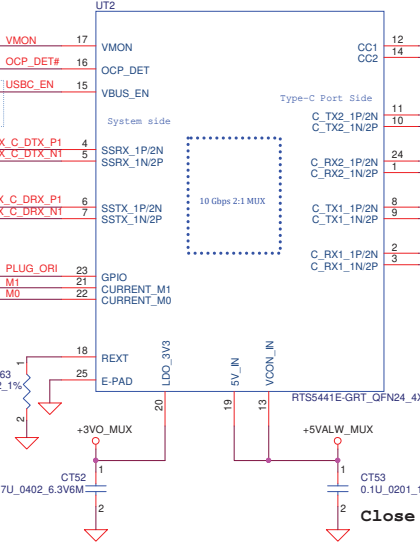 UT2
VMON 17 VMON
OCP_DET# 16 OCP_DET
USBC_EN 15 VBUS_EN
12 CC1
14 CC2
System side
Type-C Port Side
X_C_DTX_P1 4 SSRX_1P/2N
X_C_DTX_N1 5 SSRX_1N/2P
X_C_DRX_P1 6 SSTX_1P/2N
X_C_DRX_N1 7 SSTX_1N/2P
10 Gbps 2:1 MUX
C_TX2_1P/2N 11
C_TX2_1N/2P 10
C_RX2_1P/2N 24
C_RX2_1N/2P 1
C_TX1_1P/2N 8
C_TX1_1N/2P 9
C_RX1_1P/2N 2
C_RX1_1N/2P 3
PLUG_ORI 23 GPIO
M1 21 CURRENT_M1
M0 22 CURRENT_M0
18 REXT
25 E-PAD
LDO_3V3 20
5V_IN 19
VCON_IN 13
RTS5441E-GRT_QFN24_4X
63
2_1%
1
2
+3VO_MUX
+5VALW_MUX
CT52
7U_0402_6.3V6M
1
2
CT53
0.1U_0201_1
1
2
Close